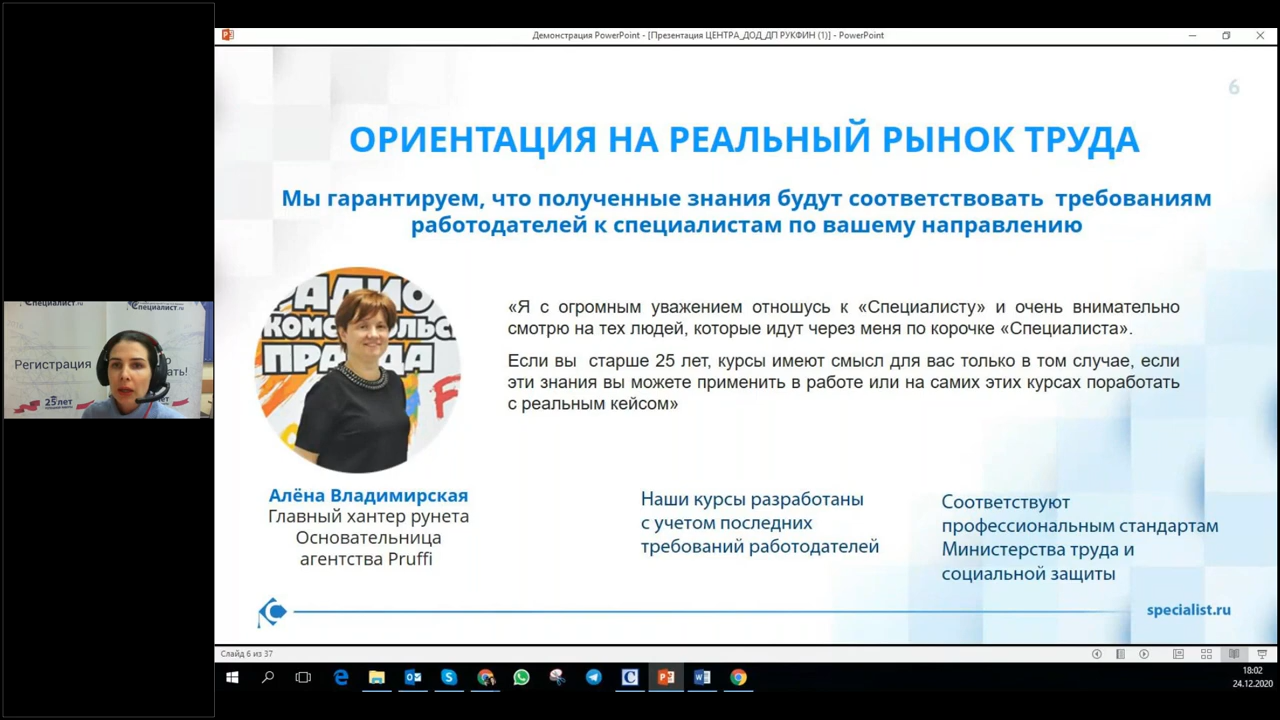 Демонстрация PowerPoint - [Презентация ЦЕНТРА_ДОД_ДП РУКФИН (1)] - PowerPoint
6
ОРИЕНТАЦИЯ НА РЕАЛЬНЫЙ РЫНОК ТРУДА
Мы гарантируем, что полученные знания будут соответствовать требованиям
работодателей к специалистам по вашему направлению
РАДИО
КОМСОМОЛЬС
ПРАВДА
«Я с огромным уважением отношусь к «Специалисту» и очень внимательно
смотрю на тех людей, которые идут через меня по корочке «Специалиста».
Если вы старше 25 лет, курсы имеют смысл для вас только в том случае, если
эти знания вы можете применить в работе или на самих этих курсах поработать
с реальным кейсом»
Специалист.ru
Специалист.ru
Регистрация
25 лет
Алёна Владимирская
Главный хантер рунета
Основательница
агентства Pruffi
Наши курсы разработаны
с учетом последних
требований работодателей
Соответствуют
профессиональным стандартам
Министерства труда и
социальной защиты
specialist.ru
Слайд 6 из 37
18:02
24.12.2020